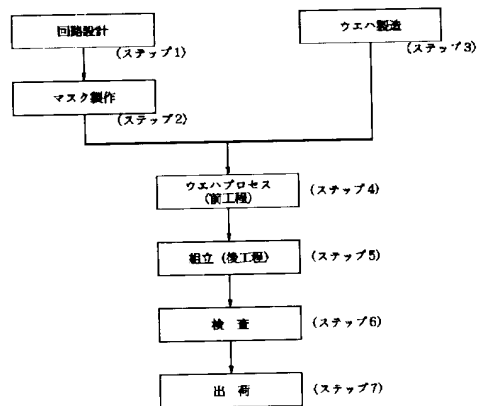 回路設計
(ステップ1)
マスク製作
(ステップ2)
ウエハ製造
(ステップ3)
ウエハプロセス
(前工程)
(ステップ4)
組立(後工程)
(ステップ5)
検 査
(ステップ6)
出 荷
(ステップ7)